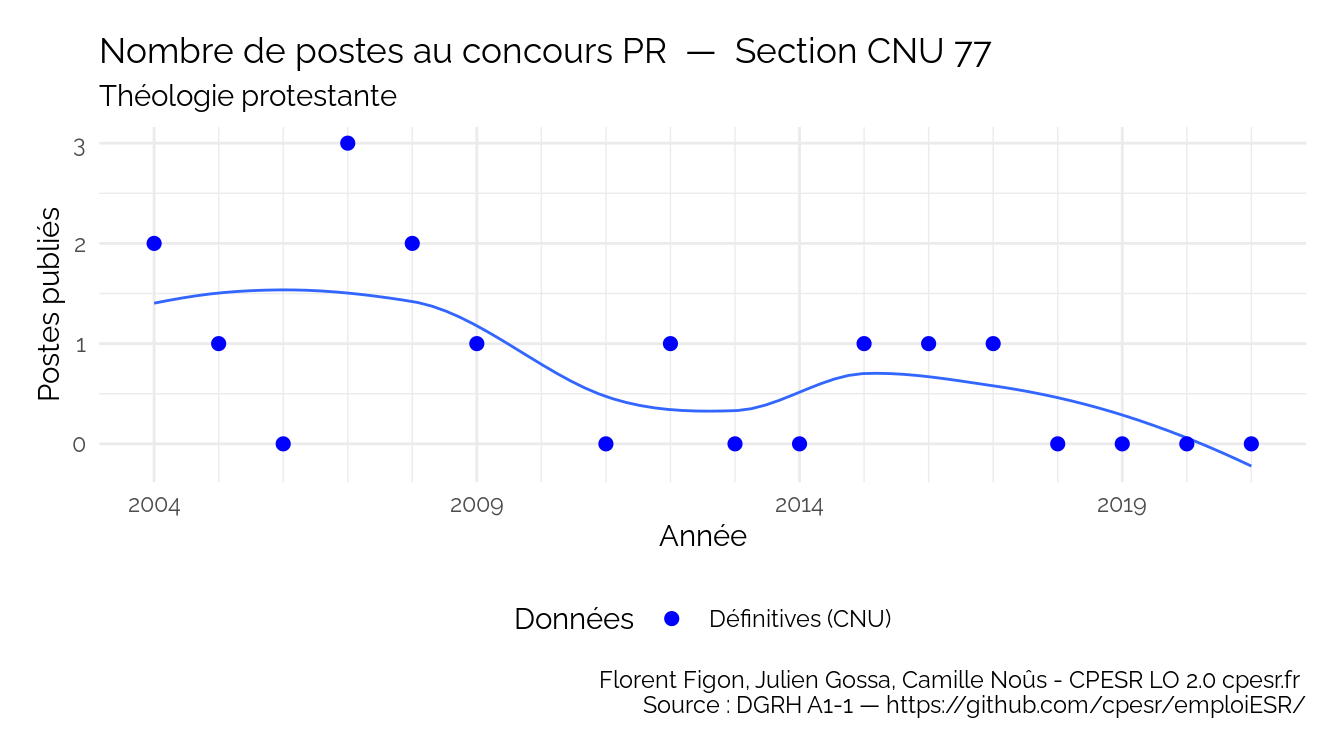 Nombre de postes au concours PR — Section CNU 77
Théologie protestante
3
2
1
0
Postes publiés
2004 2009 2014 2019
Année
Données Définitives (CNU)
Florent Figon, Julien Gossa, Camille Noûs - CPESR LO 2.0 cpesr.fr
Source : DGRH A1-1 — https://github.com/cpesr/emploiESR/